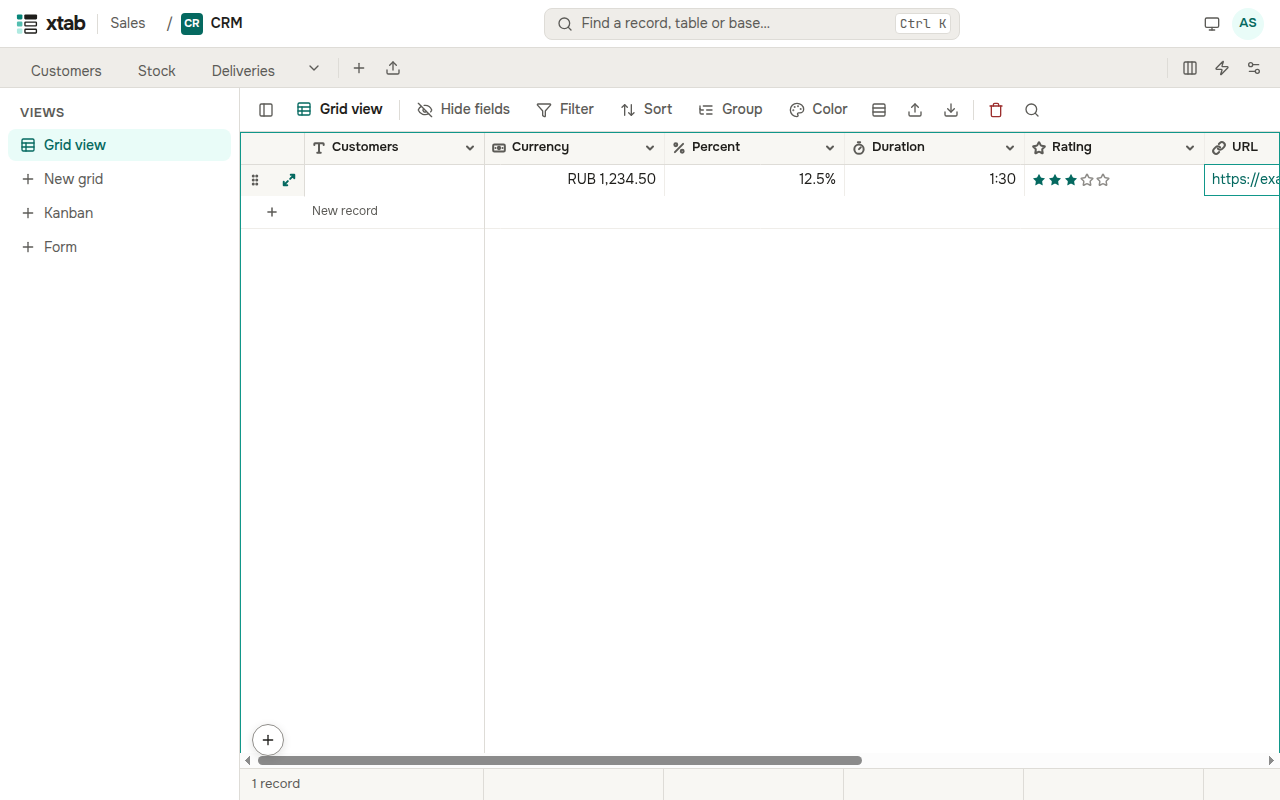 xtab
Sales / CR CRM
Find a record, table or base...
Ctrl K
AS
Customers
Stock
Deliveries
VIEWS
Grid view
New grid
Kanban
Form
Grid view
Hide fields
Filter
Sort
Group
Color
Customers
Currency
Percent
Duration
Rating
URL
RUB 1,234.50
12.5%
1:30
https://exa
New record
1 record